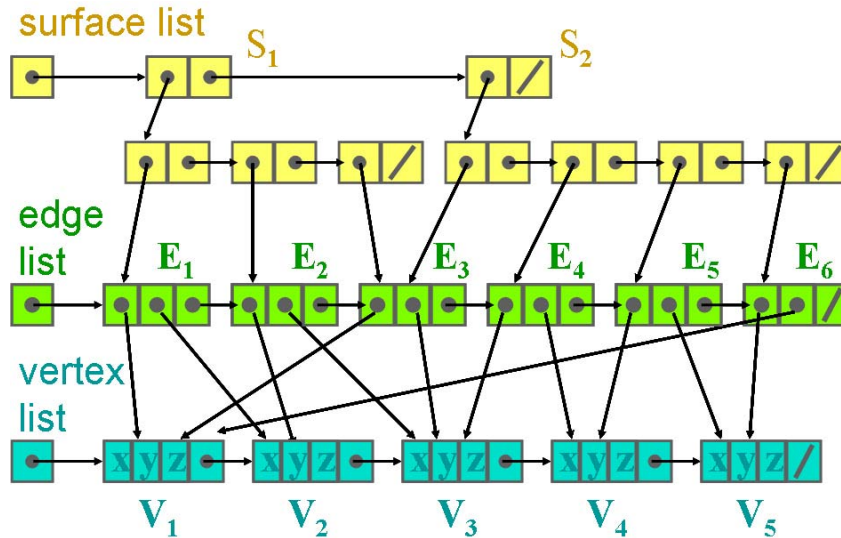 surface list
S1 S2
edge list
E1 E2 E3 E4 E5 E6
vertex list
x y z x y z x y z x y z x y z
V1 V2 V3 V4 V5